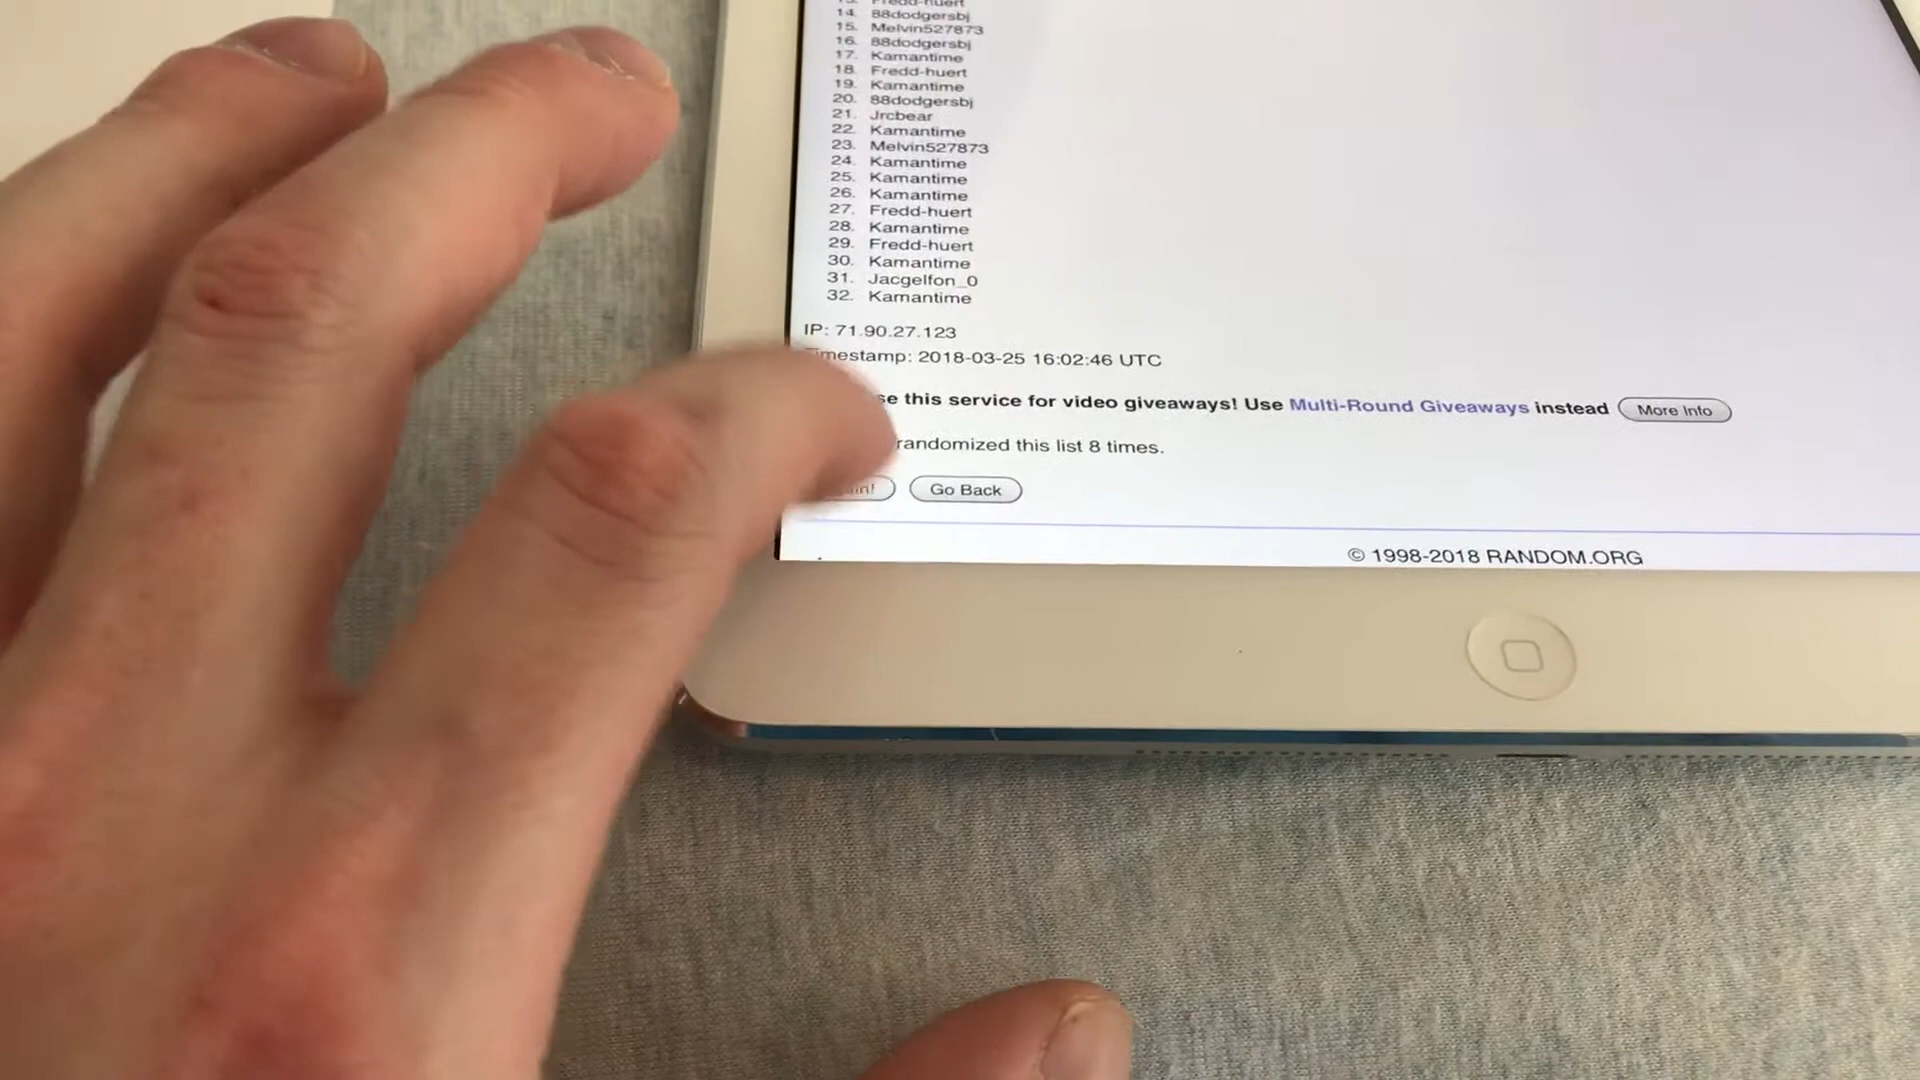 13. Fredd-huert
14. 88dodgersbj
15. Melvin527873
16. 88dodgersbj
17. Kamantime
18. Fredd-huert
19. Kamantime
20. 88dodgersbj
21. Jrcbear
22. Kamantime
23. Melvin527873
24. Kamantime
25. Kamantime
26. Kamantime
27. Fredd-huert
28. Kamantime
29. Fredd-huert
30. Kamantime
31. Jacgelfon_0
32. Kamantime
IP: 71.90.27.123
Timestamp: 2018-03-25 16:02:46 UTC
this service for video giveaways! Use Multi-Round Giveaways instead More Info
randomized this list 8 times.
Go Back
© 1998-2018 RANDOM.ORG